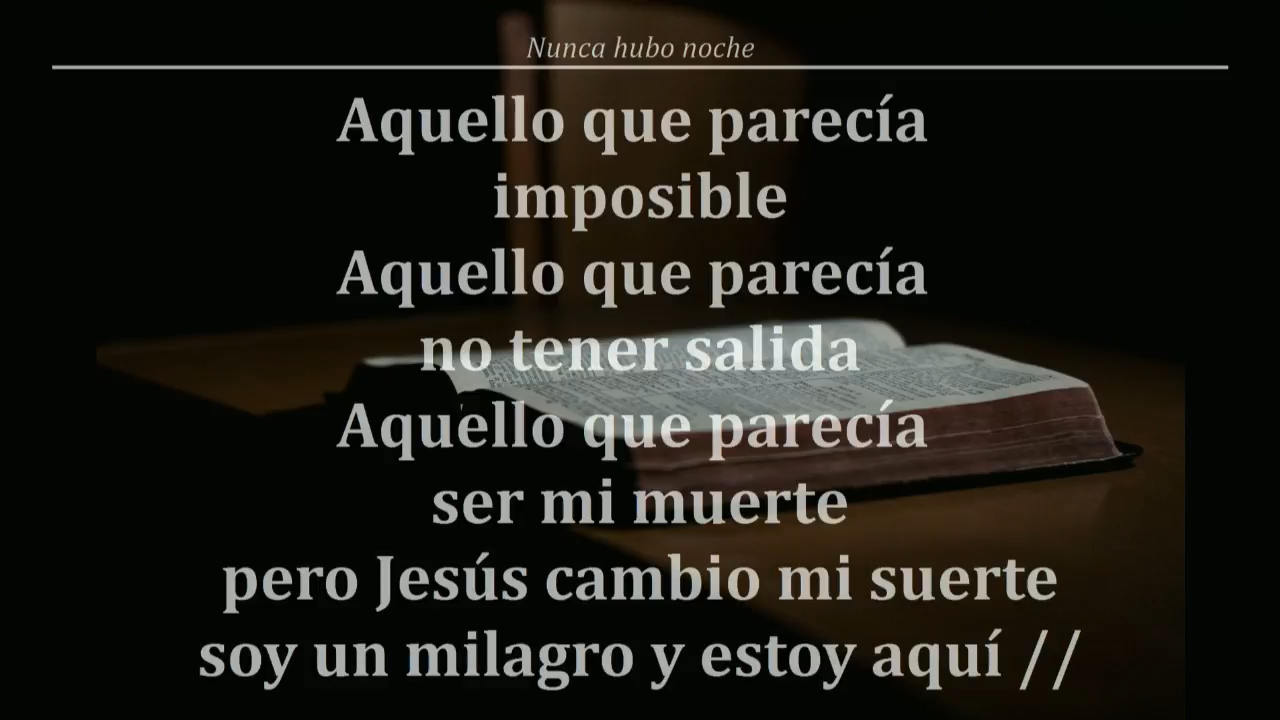 Nunca hubo noche
Aquello que parecía
imposible
Aquello que parecía
no tener salida
Aquello que parecía
ser mi muerte
pero Jesús cambio mi suerte
soy un milagro y estoy aquí //